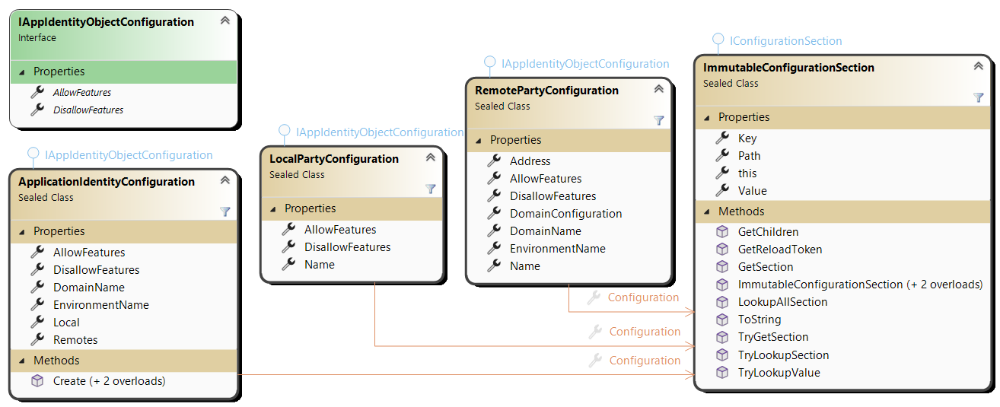 IAppIdentityObjectConfiguration
Interface
Properties
AllowFeatures
DisallowFeatures
IAppIdentityObjectConfiguration
ApplicationIdentityConfiguration
Sealed Class
Properties
AllowFeatures
DisallowFeatures
DomainName
EnvironmentName
Local
Remotes
Methods
Create (+ 2 overloads)
IAppIdentityObjectConfiguration
LocalPartyConfiguration
Sealed Class
Properties
AllowFeatures
DisallowFeatures
Name
IAppIdentityObjectConfiguration
RemotePartyConfiguration
Sealed Class
Properties
Address
AllowFeatures
DisallowFeatures
DomainConfiguration
DomainName
EnvironmentName
Name
Configuration
Configuration
Configuration
IConfigurationSection
ImmutableConfigurationSection
Sealed Class
Properties
Key
Path
this
Value
Methods
GetChildren
GetReloadToken
GetSection
ImmutableConfigurationSection (+ 2 overloads)
LookupAllSection
ToString
TryGetSection
TryLookupSection
TryLookupValue